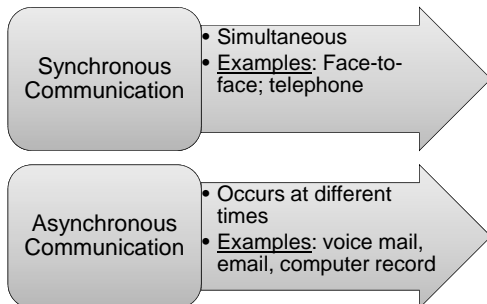 Synchronous
Communication
• Simultaneous
• Examples: Face-to-
face; telephone
Asynchronous
Communication
• Occurs at different
times
• Examples: voice mail,
email, computer record